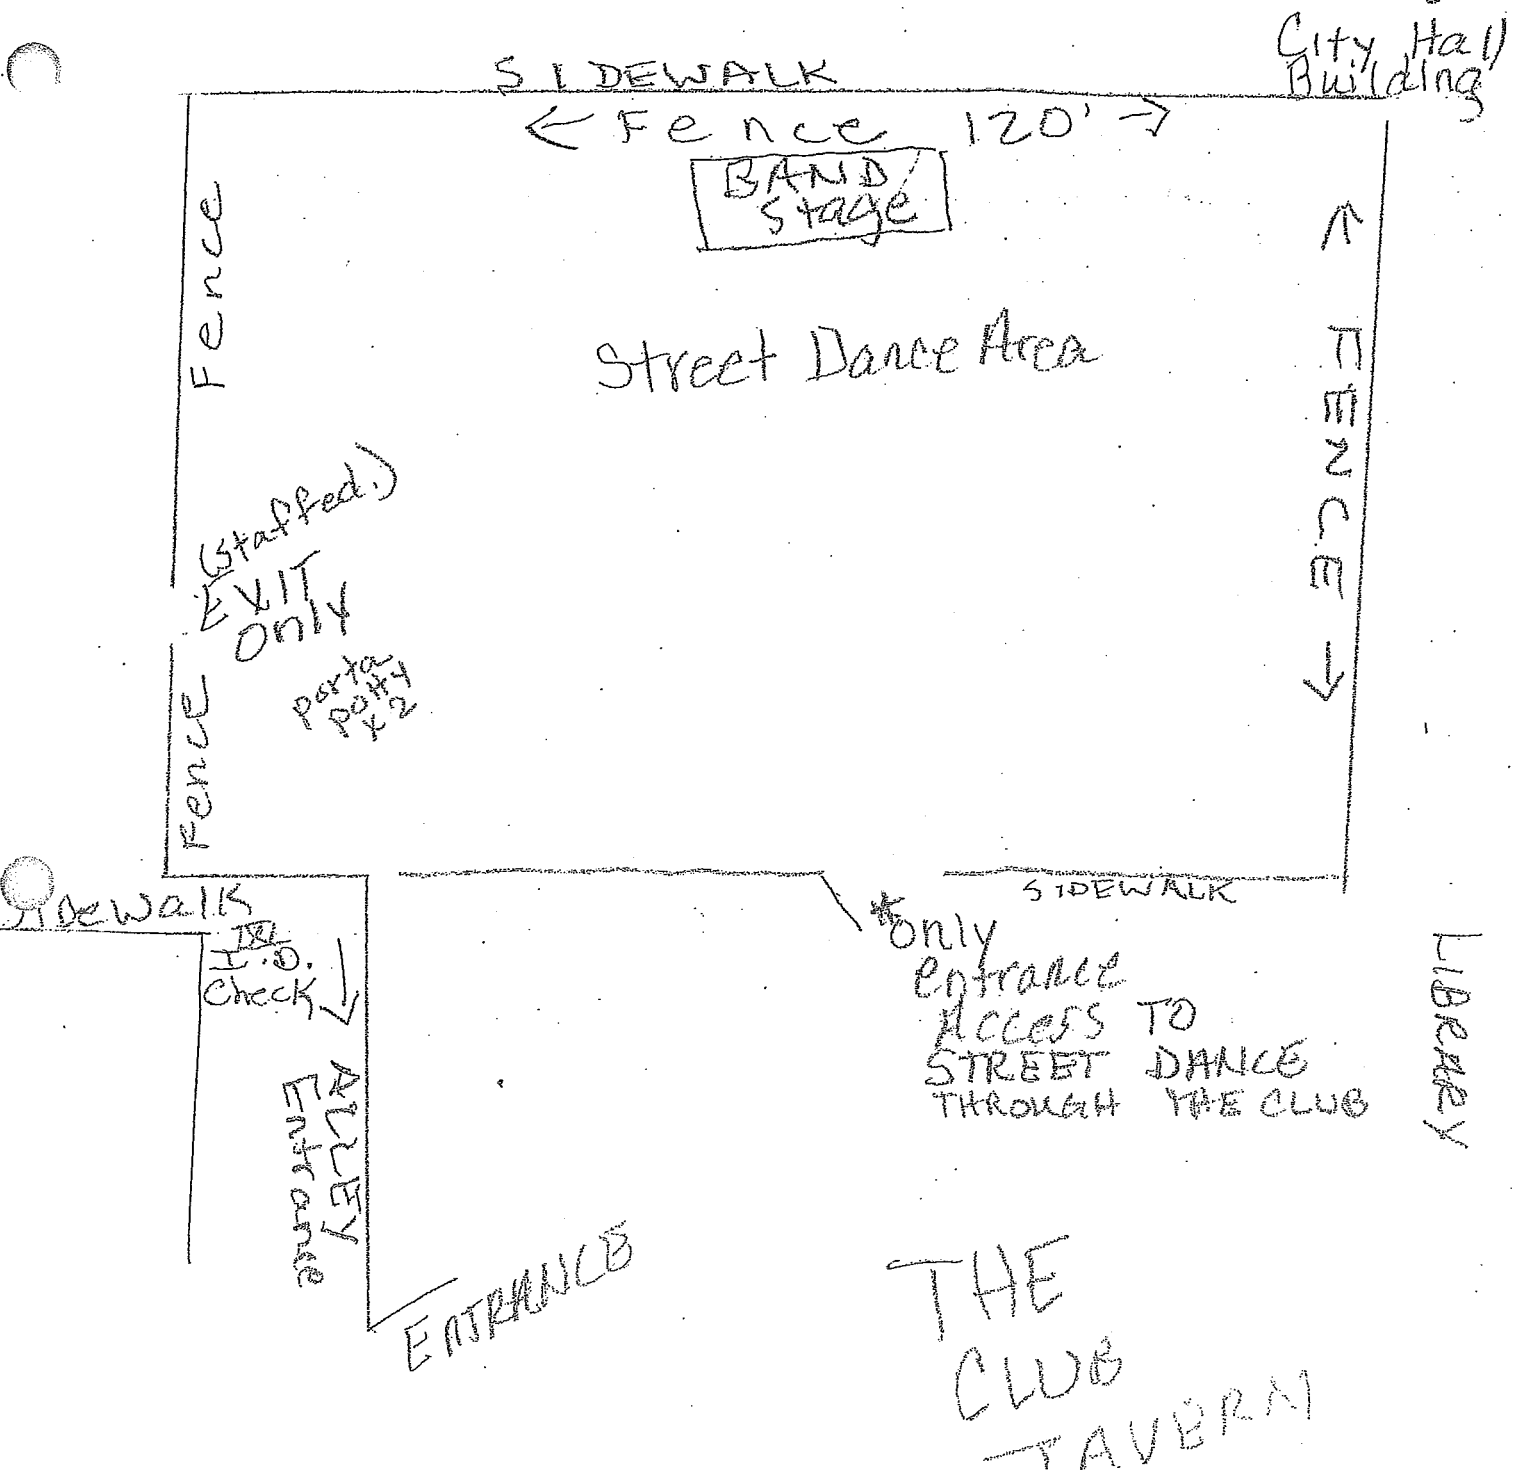 City Hall
Building
SIDEWALK
← Fence 120' →
BAND
Stage
Fence
← FENCE →
Street Dance Area
(Staffed.)
EXIT
Only
porta
potty
x2
Fence
SIDEWALK
SIDEWALK
I.D.
Check
→
*only
entrance
Access TO
STREET DANCE
THROUGH THE CLUB
LIBRARY
ALLEY
Entrance
ENTRANCE
THE
CLUB
TAVERN